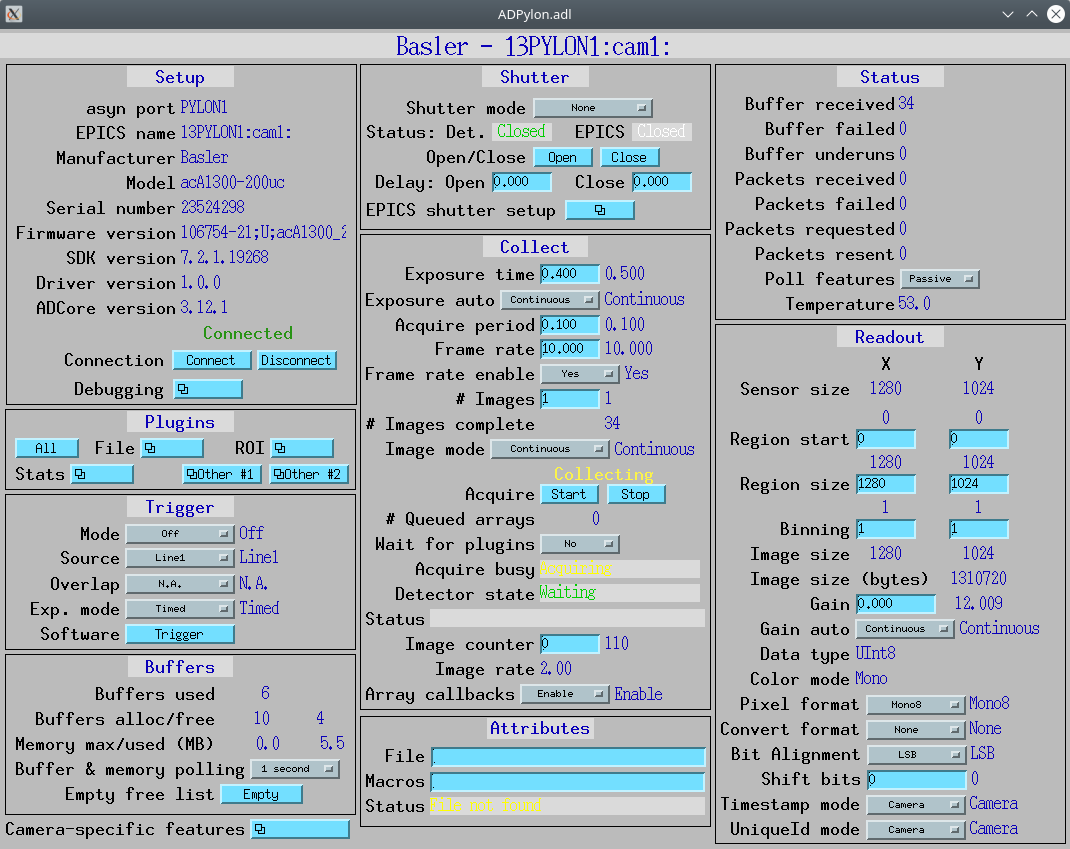 ADPylon.adl
Basler - 13PYLON1:cam1:
Setup
asyn port PYLON1
EPICS name 13PYLON1:cam1:
Manufacturer Basler
Model acA1300-200uc
Serial number 23524298
Firmware version 106754-21;U;acA1300_2
SDK version 7.2.1.19268
Driver version 1.0.0
ADCore version 3.12.1
Connected
Connection Connect Disconnect
Debugging
Plugins
All File ROI
Stats Other #1 Other #2
Trigger
Mode Off Off
Source Line1 Line1
Overlap N.A. N.A.
Exp. mode Timed Timed
Software Trigger
Buffers
Buffers used 6
Buffers alloc/free 10 4
Memory max/used (MB) 0.0 5.5
Buffer & memory polling 1 second
Empty free list Empty
Camera-specific features
Shutter
Shutter mode None
Status: Det. Closed EPICS Closed
Open/Close Open Close
Delay: Open 0.000 Close 0.000
EPICS shutter setup
Collect
Exposure time 0.400 0.500
Exposure auto Continuous Continuous
Acquire period 0.100 0.100
Frame rate 10.000 10.000
Frame rate enable Yes Yes
# Images 1 1
# Images complete 34
Image mode Continuous Continuous
Collecting
Acquire Start Stop
# Queued arrays 0
Wait for plugins No
Acquire busy Acquiring
Detector state Waiting
Status
Image counter 0 110
Image rate 2.00
Array callbacks Enable Enable
Attributes
File
Macros
Status File not found
Status
Buffer received 34
Buffer failed 0
Buffer underuns 0
Packets received 0
Packets failed 0
Packets requested 0
Packets resent 0
Poll features Passive
Temperature 53.0
Readout
X Y
Sensor size 1280 1024
0 0
Region start 0 0
1280 1024
Region size 1280 1024
1 1
Binning 1 1
Image size 1280 1024
Image size (bytes) 1310720
Gain 0.000 12.009
Gain auto Continuous Continuous
Data type UInt8
Color mode Mono
Pixel format Mono8 Mono8
Convert format None None
Bit Alignment LSB LSB
Shift bits 0 0
Timestamp mode Camera Camera
UniqueId mode Camera Camera